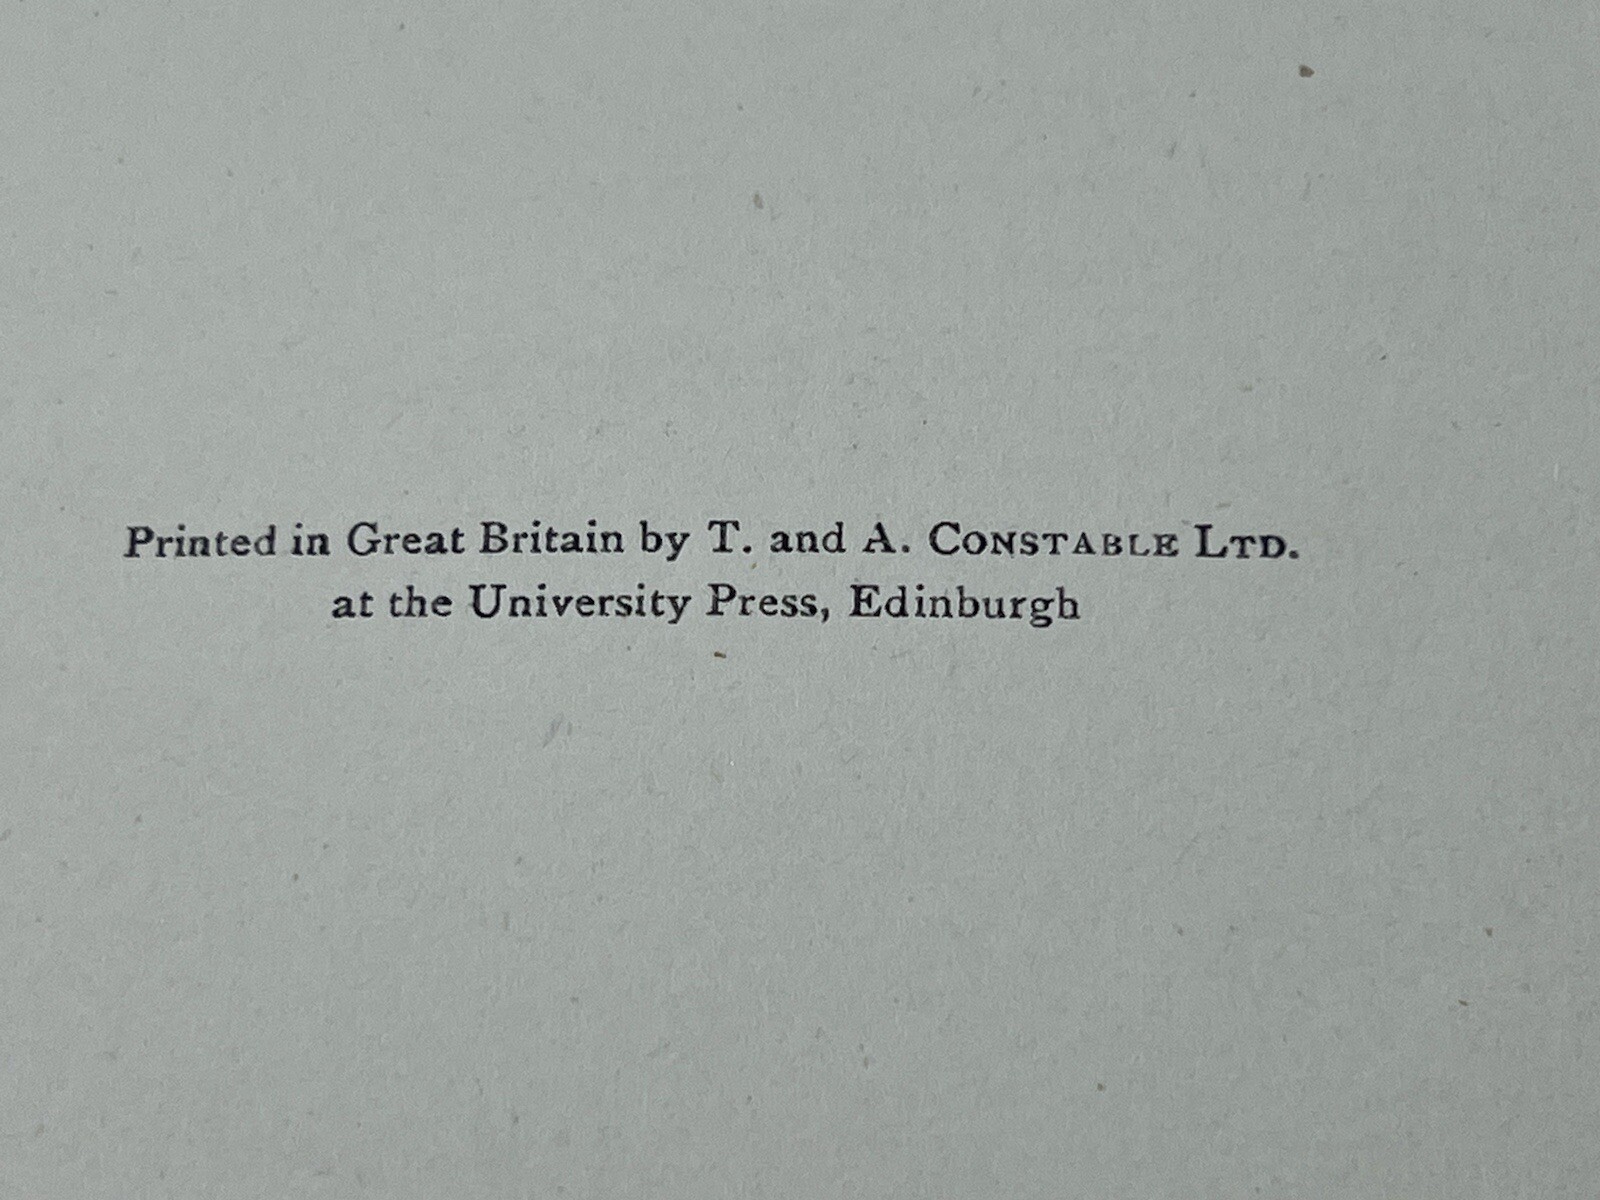 Printed in Great Britain by T. and A. CONSTABLE LTD.
at the University Press, Edinburgh